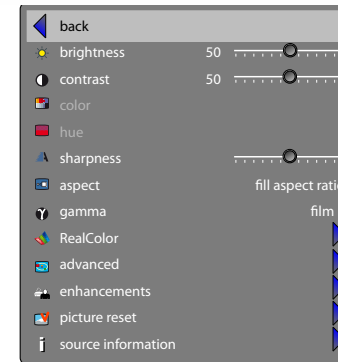 back
brightness 50
contrast 50
color
hue
sharpness
aspect fill aspect ratio
gamma film
RealColor
advanced
enhancements
picture reset
source information